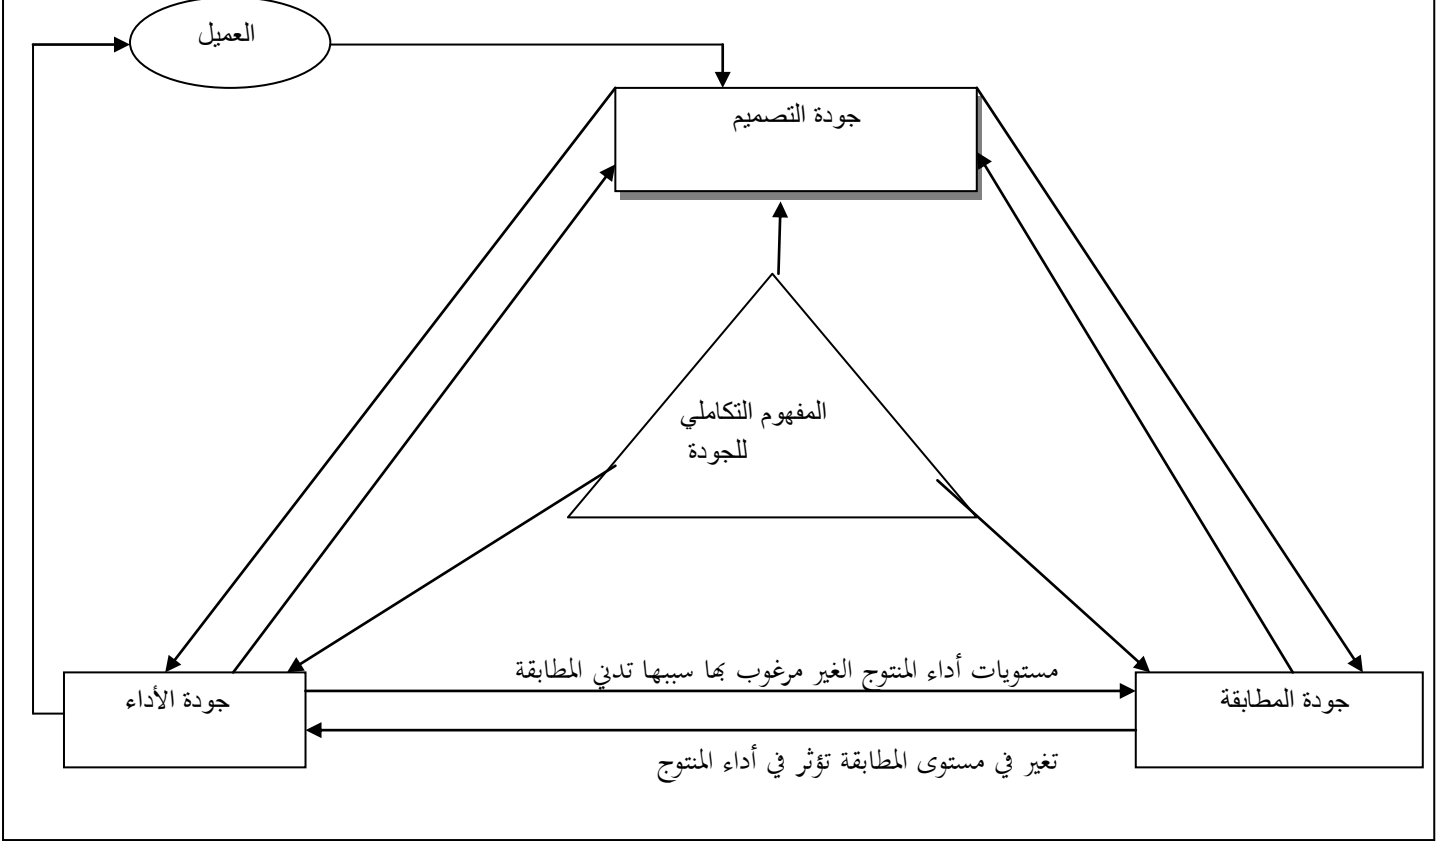 العميل
جودة التصميم
المفهوم التكاملي
للجودة
مستويات أداء المنتوج الغير مرغوب بها سببها تدني المطابقة
جودة المطابقة
جودة الأداء
تغير في مستوى المطابقة تؤثر في أداء المنتوج